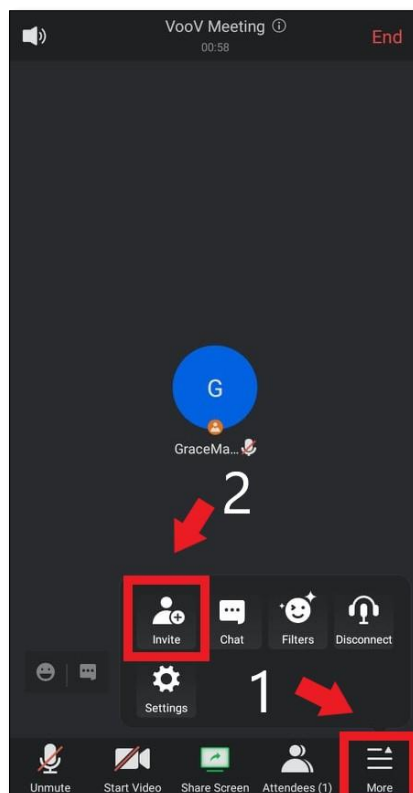 VooV Meeting
00:58
End
G
GraceMa...
2
Invite
Chat
Filters
Disconnect
Settings
1
Unmute
Start Video
Share Screen
Attendees (1)
More